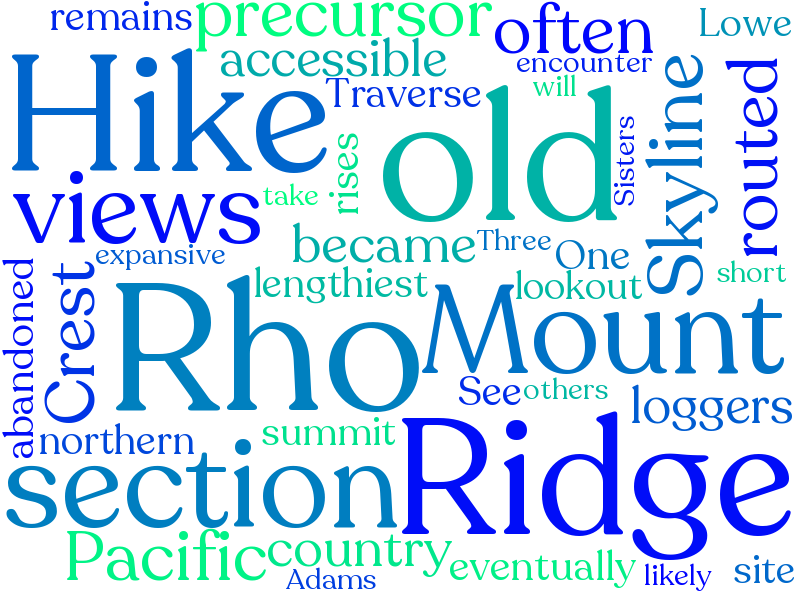 remains
precursor
often
Lowe
Hike
accessible
encounter
Traverse
will
old
Skyline
routed
rises
Sisters
views
take
became
Three
One
expansive
lengthiest
lookout
short
abandoned
Crest
Rho
Mount
See
others
loggers
northern
summit
section
Ridge
Pacific
country
eventually
Adams
likely
site